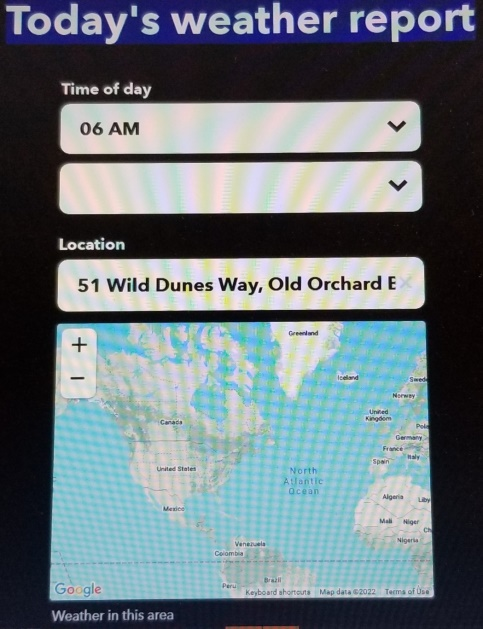 Today's weather report
Time of day
06 AM
Location
51 Wild Dunes Way, Old Orchard B
+
−
Greenland
Iceland
Swede
Norway
United
Kingdom
Canada
Pola
Germany
France
Italy
Spain
United States
North
Atlantic
Ocean
Algeria
Liby
Mexico
Mali
Niger
Ch
Nigeria
Venezuela
Colombia
Peru
Brazil
Google
Keyboard shortcuts
Map data ©2022
Terms of Use
Weather in this area